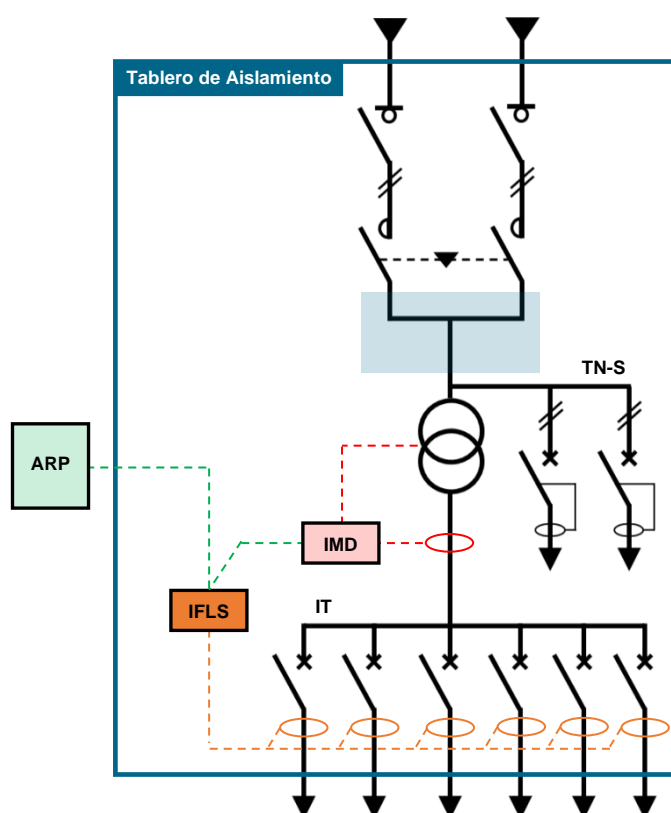 Tablero de Aislamiento
TN-S
ARP
IMD
IFLS
IT